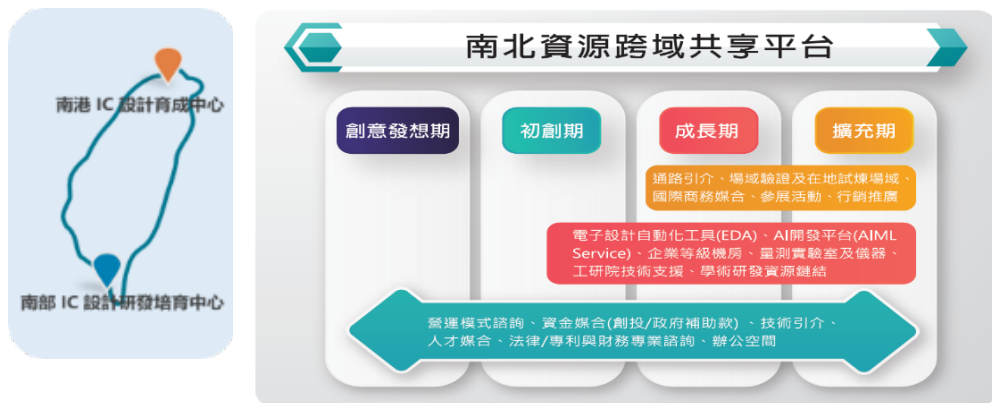 南港 IC 設計育成中心
南部 IC 設計研發培育中心
南北資源跨域共享平台
創意發想期
初創期
成長期
擴充期
通路引介、場域驗證及在地試煉場域、
國際商務媒合、參展活動、行銷推廣
電子設計自動化工具(EDA)、AI開發平台(AIML
Service)、企業等級機房、量測實驗室及儀器、
工研院技術支援、學術研發資源鏈結
營運模式諮詢、資金媒合(創投/政府補助款) 、技術引介、
人才媒合、法律/專利與財務專業諮詢、辦公空間